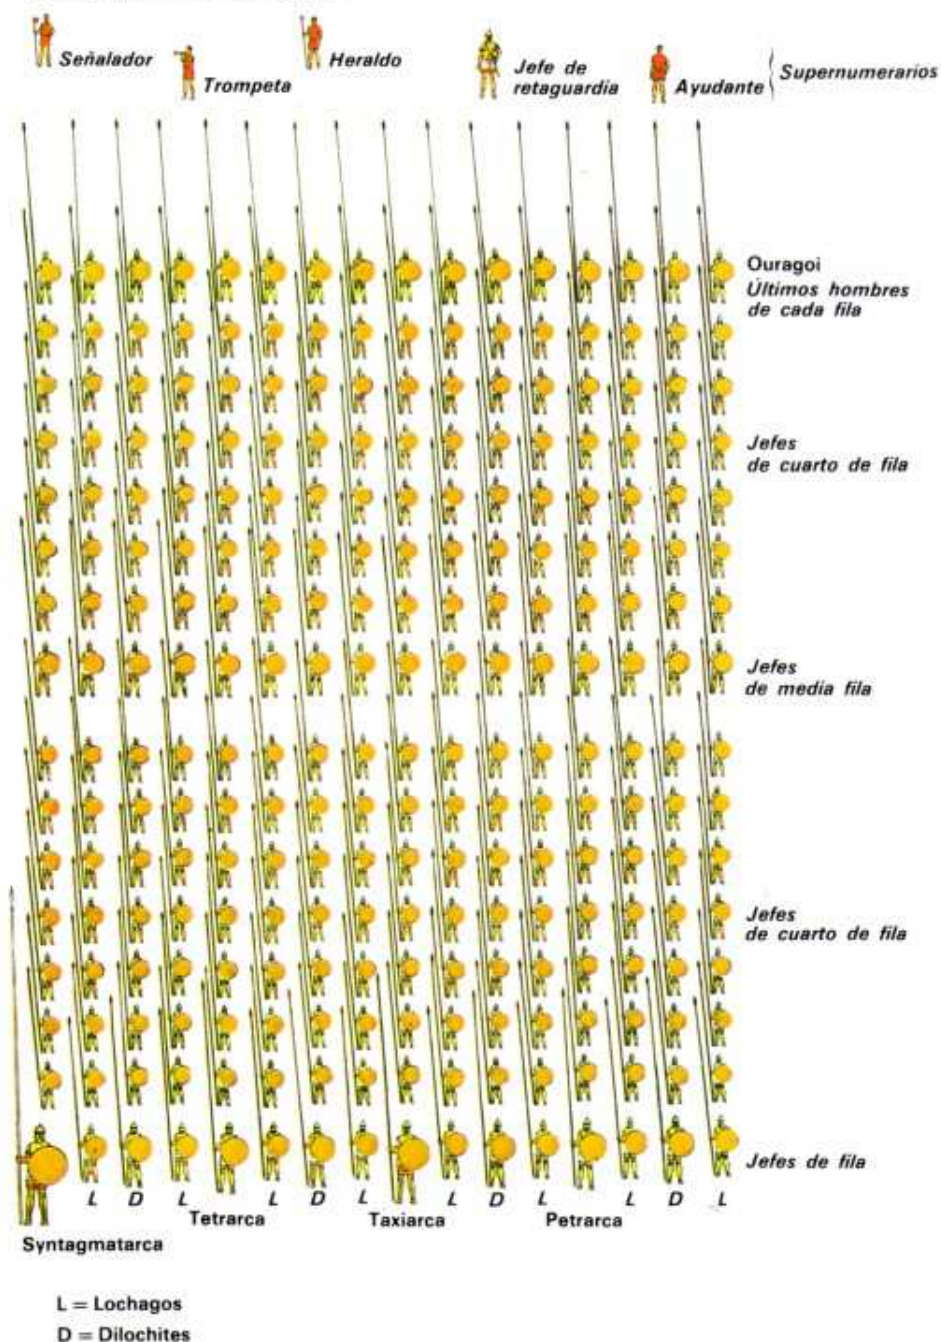 Señalador
Trompeta
Heraldo
Jefe de
retaguardia
Ayudante
Supernumerarios
Ouragoi
Últimos hombres
de cada fila
Jefes
de cuarto de fila
Jefes
de media fila
Jefes
de cuarto de fila
Jefes de fila
L D L L D L L D L L D L
Tetrarca Taxiarca Petrarca
Syntagmatarca
L = Lochagos
D = Dilochites